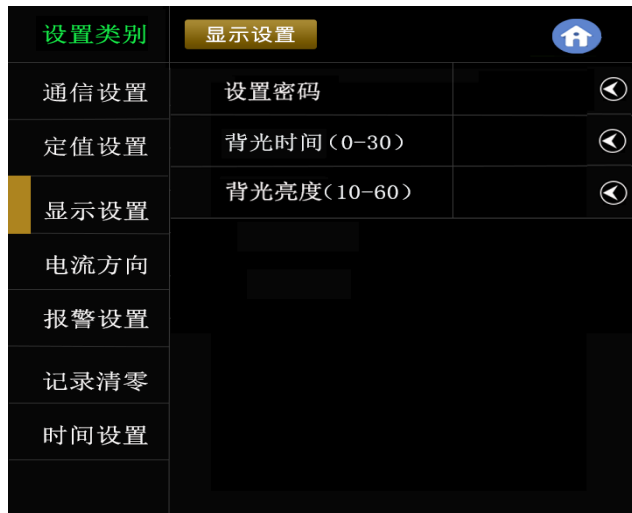 设置类别
显示设置
通信设置
设置密码
定值设置
背光时间(0-30)
显示设置
背光亮度(10-60)
电流方向
报警设置
记录清零
时间设置